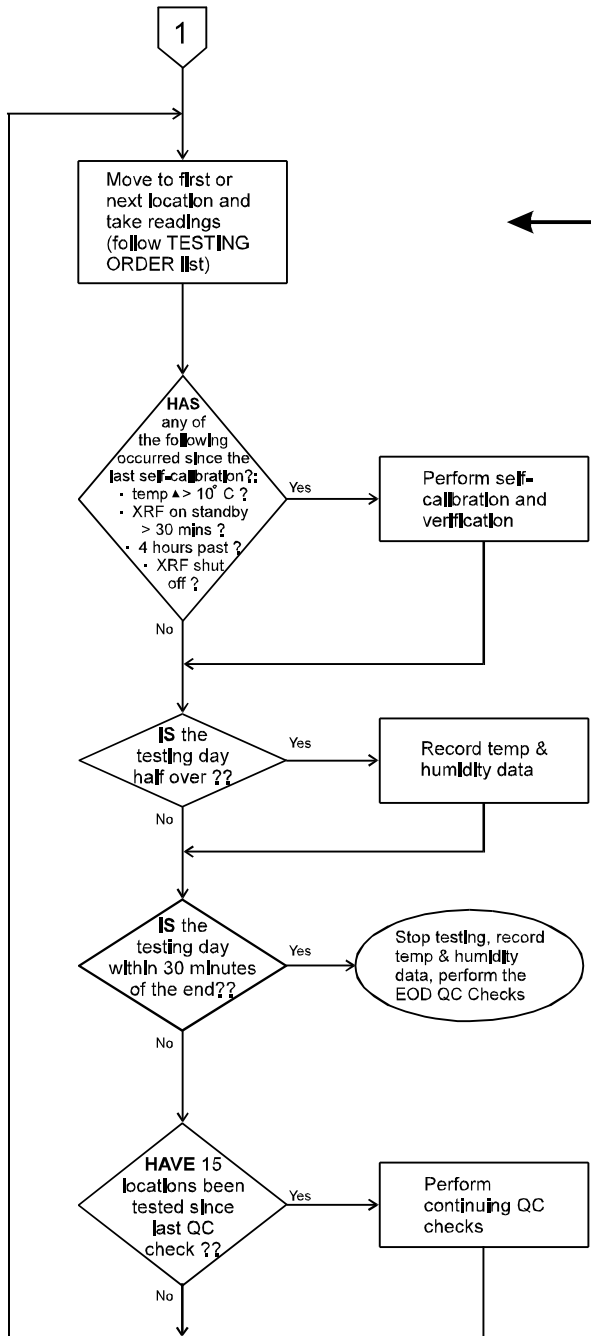 1
Move to first or
next location and
take readings
(follow TESTING
ORDER list)
HAS
any of
the following
occurred since the
last self-calibration?:
· temp ▲> 10° C ?
· XRF on standby
> 30 mins ?
· 4 hours past ?
· XRF shut
off ?
Yes
Perform self-
calibration and
verification
No
IS the
testing day
half over ??
Yes
Record temp &
humidity data
No
IS the
testing day
within 30 minutes
of the end??
Yes
Stop testing, record
temp & humidity
data, perform the
EOD QC Checks
No
HAVE 15
locations been
tested since
last QC
check ??
Yes
Perform
continuing QC
checks
No